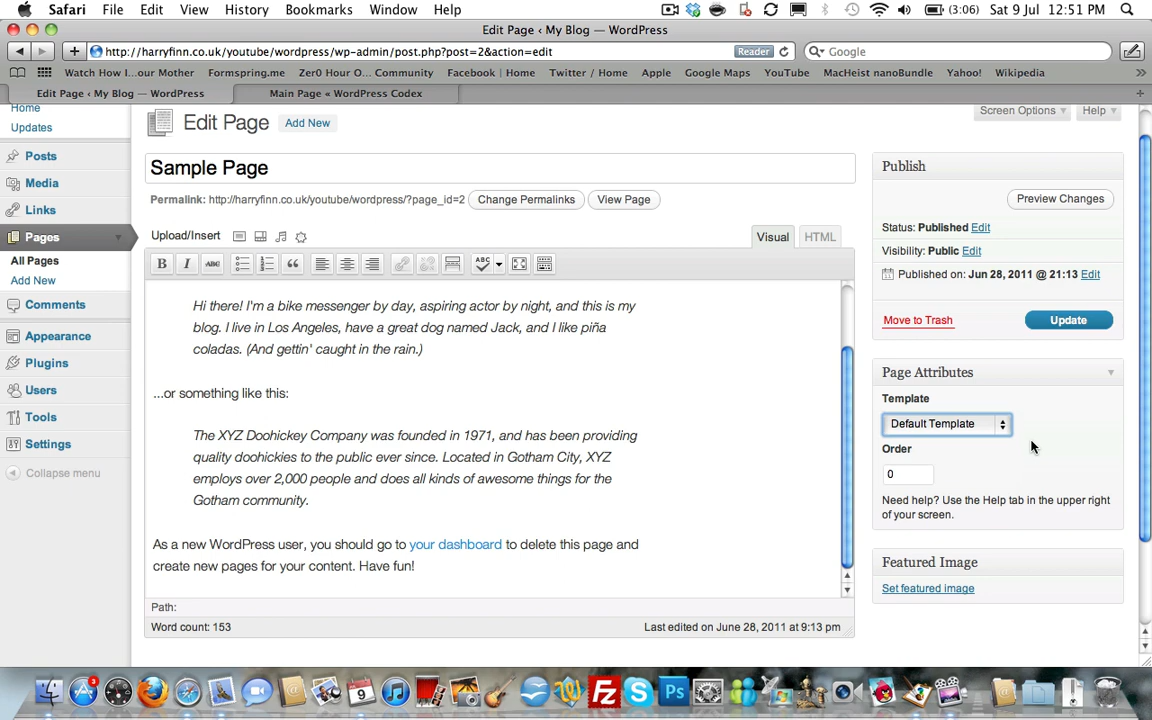 Safari File Edit View History Bookmarks Window Help (3:06) Sat 9 Jul 12:51 PM
Edit Page ‹ My Blog — WordPress
http://harryfinn.co.uk/youtube/wordpress/wp-admin/post.php?post=2&action=edit Reader Google
Watch How I...our Mother Formspring.me Zer0 Hour O... Community Facebook | Home Twitter / Home Apple Google Maps YouTube MacHeist nanoBundle Yahoo! Wikipedia
Edit Page ‹ My Blog — WordPress Main Page « WordPress Codex
Home
Updates
Posts
Media
Links
Pages
All Pages
Add New
Comments
Appearance
Plugins
Users
Tools
Settings
Collapse menu
Screen Options Help
Edit Page Add New
Sample Page
Permalink: http://harryfinn.co.uk/youtube/wordpress/?page_id=2 Change Permalinks View Page
Upload/Insert Visual HTML
B I ABC ABC
Hi there! I'm a bike messenger by day, aspiring actor by night, and this is my
blog. I live in Los Angeles, have a great dog named Jack, and I like piña
coladas. (And gettin' caught in the rain.)
...or something like this:
The XYZ Doohickey Company was founded in 1971, and has been providing
quality doohickies to the public ever since. Located in Gotham City, XYZ
employs over 2,000 people and does all kinds of awesome things for the
Gotham community.
As a new WordPress user, you should go to your dashboard to delete this page and
create new pages for your content. Have fun!
Path:
Word count: 153 Last edited on June 28, 2011 at 9:13 pm
Publish
Preview Changes
Status: Published Edit
Visibility: Public Edit
Published on: Jun 28, 2011 @ 21:13 Edit
Move to Trash Update
Page Attributes
Template
Default Template
Order
0
Need help? Use the Help tab in the upper right
of your screen.
Featured Image
Set featured image
3
9
Fz
S
Ps